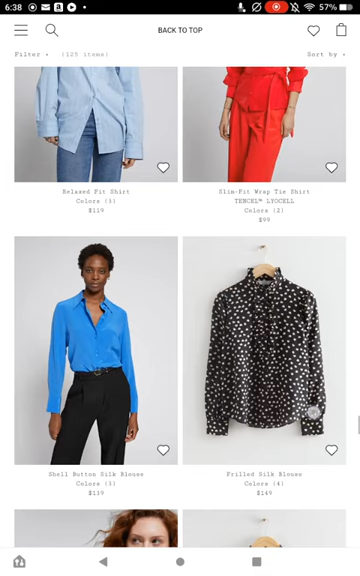 6:38
57%
BACK TO TOP
Filter
(125 items)
Sort by
Relaxed Fit Shirt
Colors (3)
$119
Slim-Fit Wrap Tie Shirt
TENCEL™ LYOCELL
Colors (2)
$99
Shell Button Silk Blouse
Colors (5)
$139
Frilled Silk Blouse
Colors (4)
$149